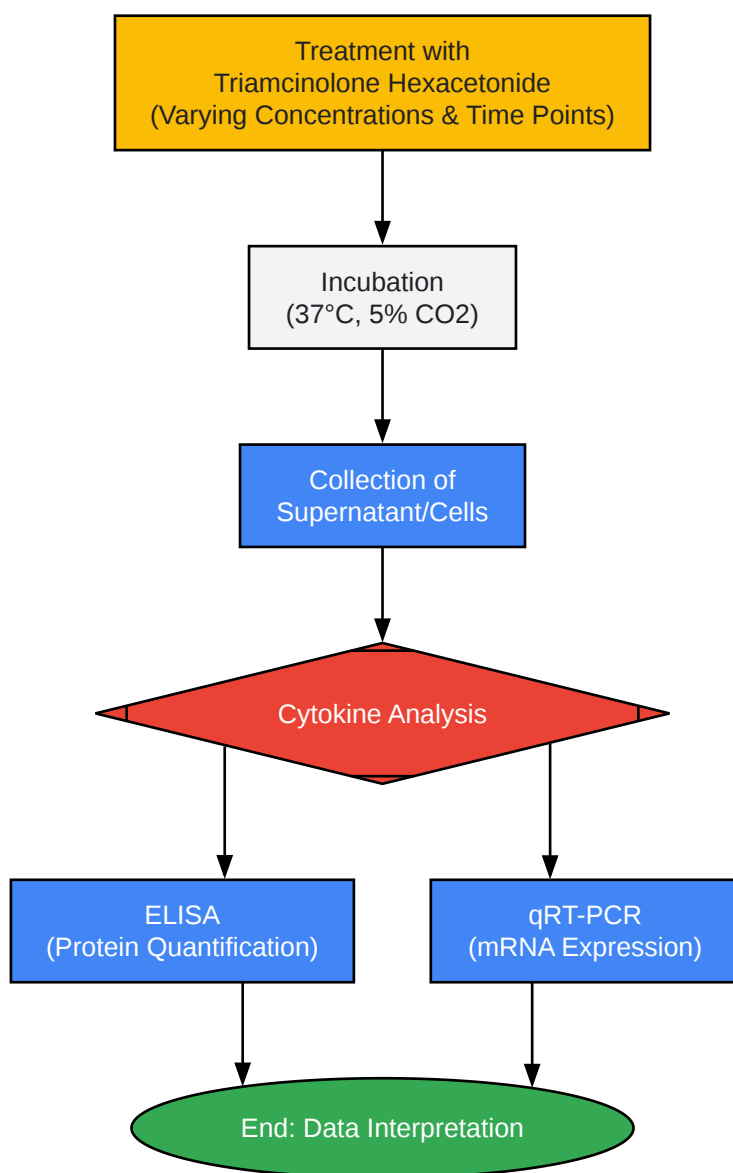 Treatment with
Triamcinolone Hexacetonide
(Varying Concentrations & Time Points)
Incubation
(37°C, 5% CO2)
Collection of
Supernatant/Cells
Cytokine Analysis
ELISA
(Protein Quantification)
qRT-PCR
(mRNA Expression)
End: Data Interpretation